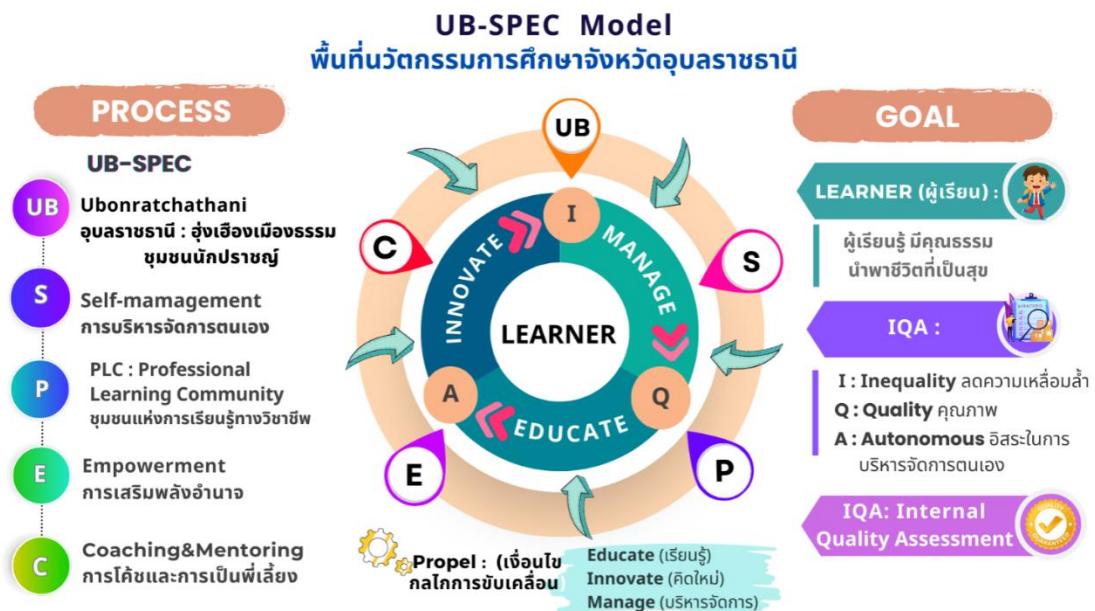 UB-SPEC Model
พื้นที่นวัตกรรมการศึกษาจังหวัดอุบลราชธานี
PROCESS
UB-SPEC
UB
Ubonratchathani
อุบลราชธานี : ฮุ่งเฮืองเมืองธรรม
ชุมชนนักปราชญ์
S
Self-mamagement
การบริหารจัดการตนเอง
P
PLC : Professional
Learning Community
ชุมชนแห่งการเรียนรู้ทางวิชาชีพ
E
Empowerment
การเสริมพลังอำนาจ
C
Coaching&Mentoring
การโค้ชและการเป็นพี่เลี้ยง
UB
S
P
E
C
I
Q
A
INNOVATE
MANAGE
EDUCATE
LEARNER
Propel : (เงื่อนไข
กลไกการขับเคลื่อน
Educate (เรียนรู้)
Innovate (คิดใหม่)
Manage (บริหารจัดการ)
GOAL
LEARNER (ผู้เรียน) :
ผู้เรียนรู้ มีคุณธรรม
นำพาชีวิตที่เป็นสุข
IQA :
I : Inequality ลดความเหลื่อมล้ำ
Q : Quality คุณภาพ
A : Autonomous อิสระในการ
บริหารจัดการตนเอง
IQA: Internal
Quality Assessment